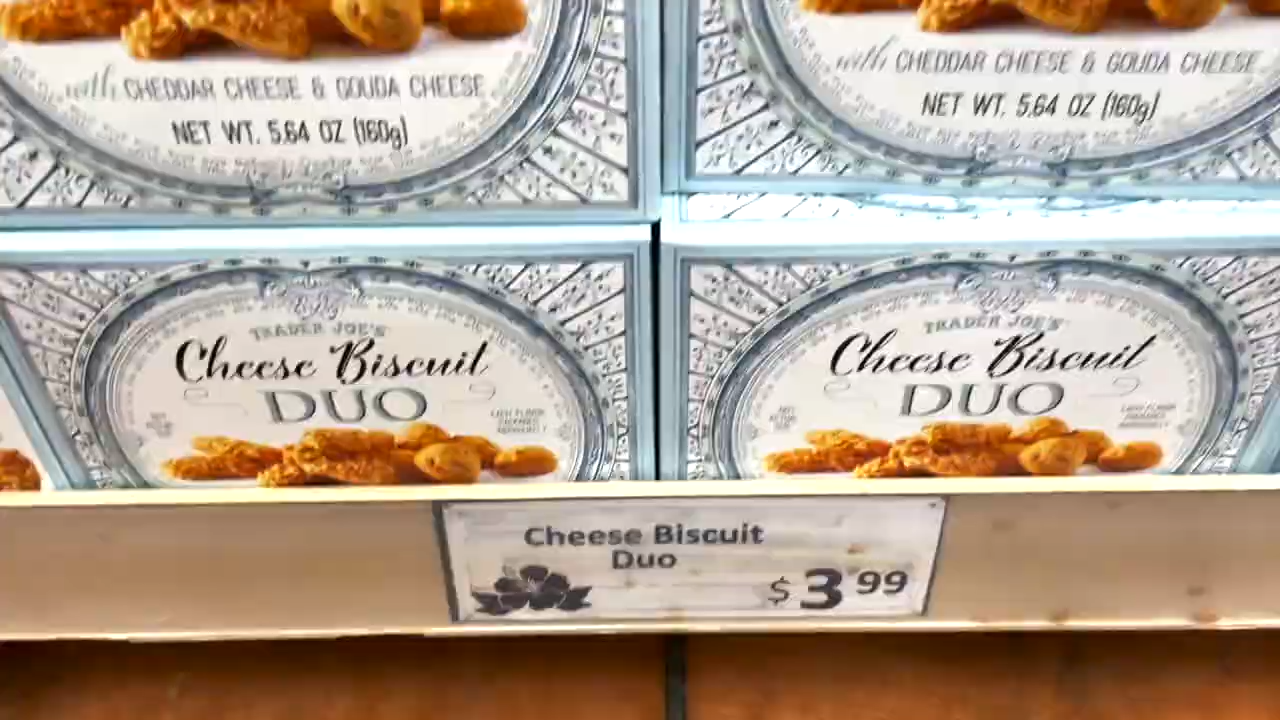 with CHEDDAR CHEESE & GOUDA CHEESE
NET WT. 5.64 OZ (160g)
with CHEDDAR CHEESE & GOUDA CHEESE
NET WT. 5.64 OZ (160g)
TRADER JOE'S
Cheese Biscuit
DUO
TRADER JOE'S
Cheese Biscuit
DUO
Cheese Biscuit
Duo
$3.99